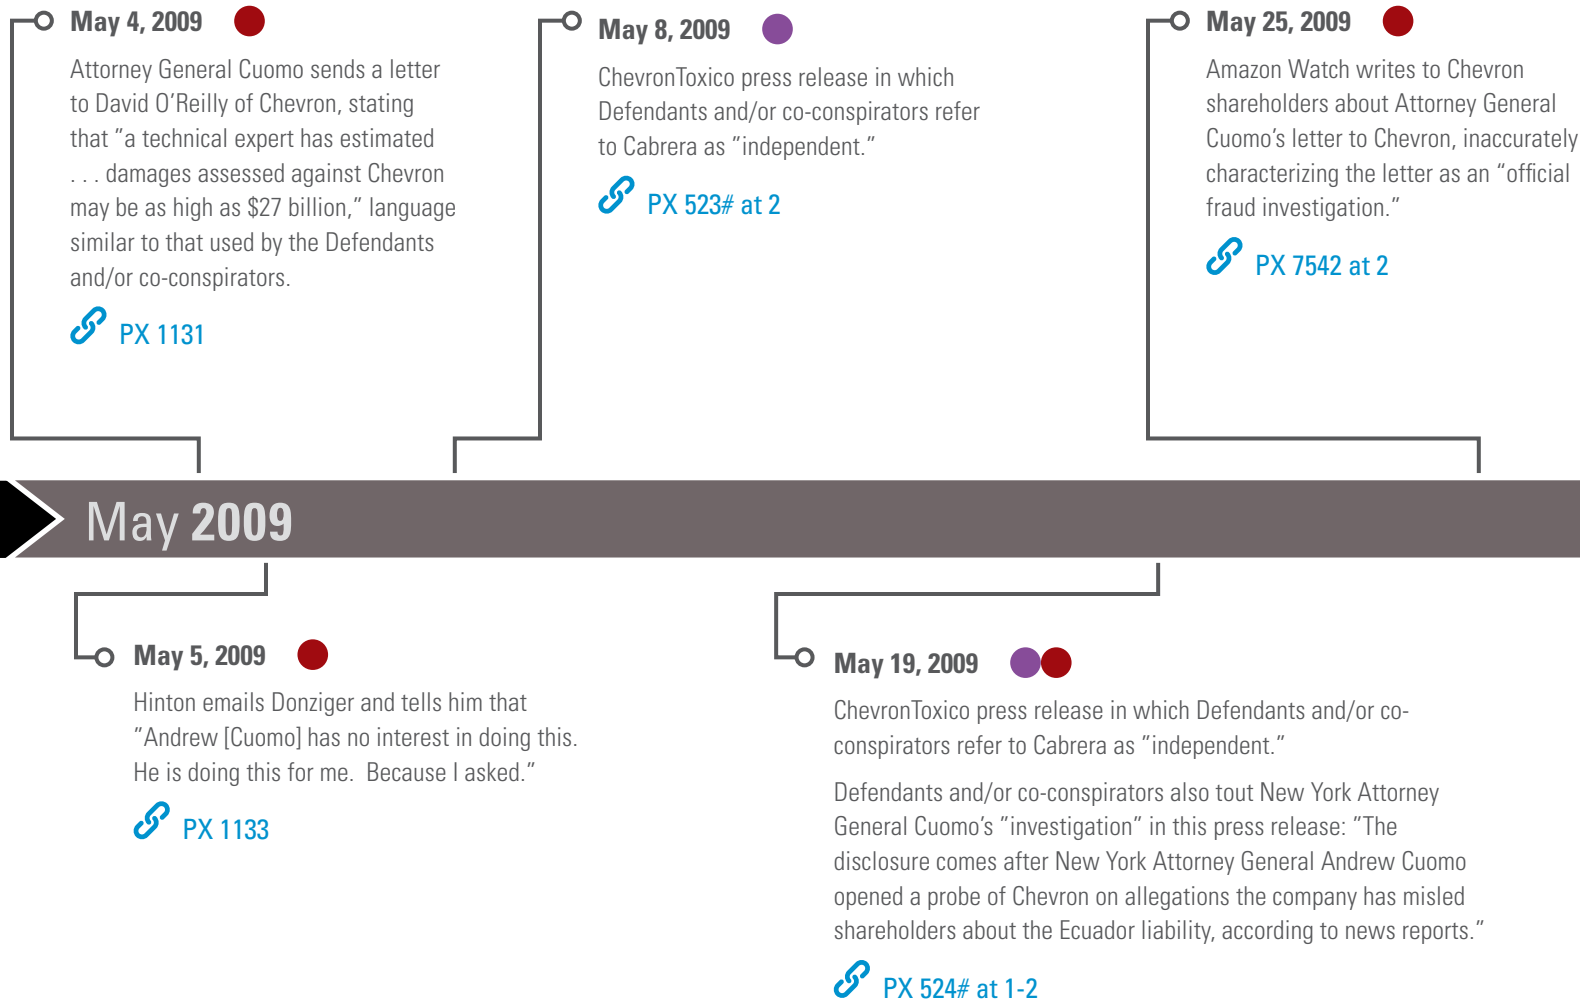 May 4, 2009
Attorney General Cuomo sends a letter
to David O’Reilly of Chevron, stating
that “a technical expert has estimated
. . . damages assessed against Chevron
may be as high as $27 billion,” language
similar to that used by the Defendants
and/or co-conspirators.
PX 1131
May 8, 2009
ChevronToxico press release in which
Defendants and/or co-conspirators refer
to Cabrera as “independent.”
PX 523# at 2
May 25, 2009
Amazon Watch writes to Chevron
shareholders about Attorney General
Cuomo’s letter to Chevron, inaccurately
characterizing the letter as an “official
fraud investigation.”
PX 7542 at 2
May 2009
May 5, 2009
Hinton emails Donziger and tells him that
“Andrew [Cuomo] has no interest in doing this.
He is doing this for me.  Because I asked.”
PX 1133
May 19, 2009
ChevronToxico press release in which Defendants and/or co-
conspirators refer to Cabrera as “independent.”
Defendants and/or co-conspirators also tout New York Attorney
General Cuomo’s “investigation” in this press release: “The
disclosure comes after New York Attorney General Andrew Cuomo
opened a probe of Chevron on allegations the company has misled
shareholders about the Ecuador liability, according to news reports.”
PX 524# at 1-2